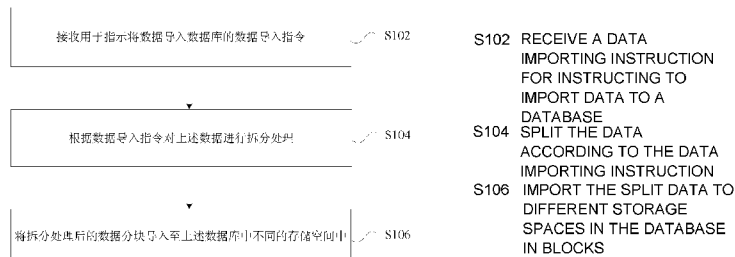 接收用于指示将数据导入数据库的数据导入指令
S102
根据数据导入指令对上述数据进行拆分处理
S104
将拆分处理后的数据分块导入至上述数据库中不同的存储空间中
S106
S102 RECEIVE A DATA
IMPORTING INSTRUCTION
FOR INSTRUCTING TO
IMPORT DATA TO A
DATABASE
S104 SPLIT THE DATA
ACCORDING TO THE DATA
IMPORTING INSTRUCTION
S106 IMPORT THE SPLIT DATA TO
DIFFERENT STORAGE
SPACES IN THE DATABASE
IN BLOCKS